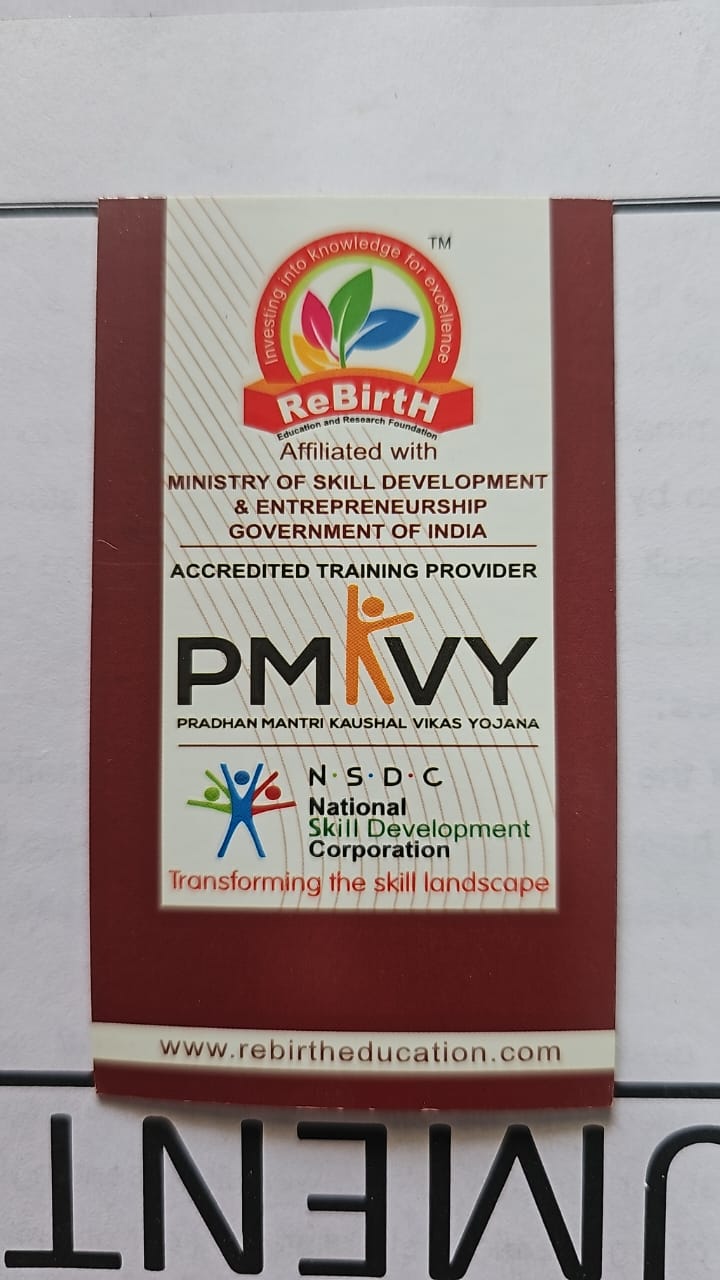 Investing into knowledge for excellence
TM
ReBirtH
Education and Research Foundation
Affiliated with
MINISTRY OF SKILL DEVELOPMENT
& ENTREPRENEURSHIP
GOVERNMENT OF INDIA
ACCREDITED TRAINING PROVIDER
PMKVY
PRADHAN MANTRI KAUSHAL VIKAS YOJANA
N·S·D·C
National
Skill Development
Corporation
Transforming the skill landscape
www.rebirtheducation.com
UMENT